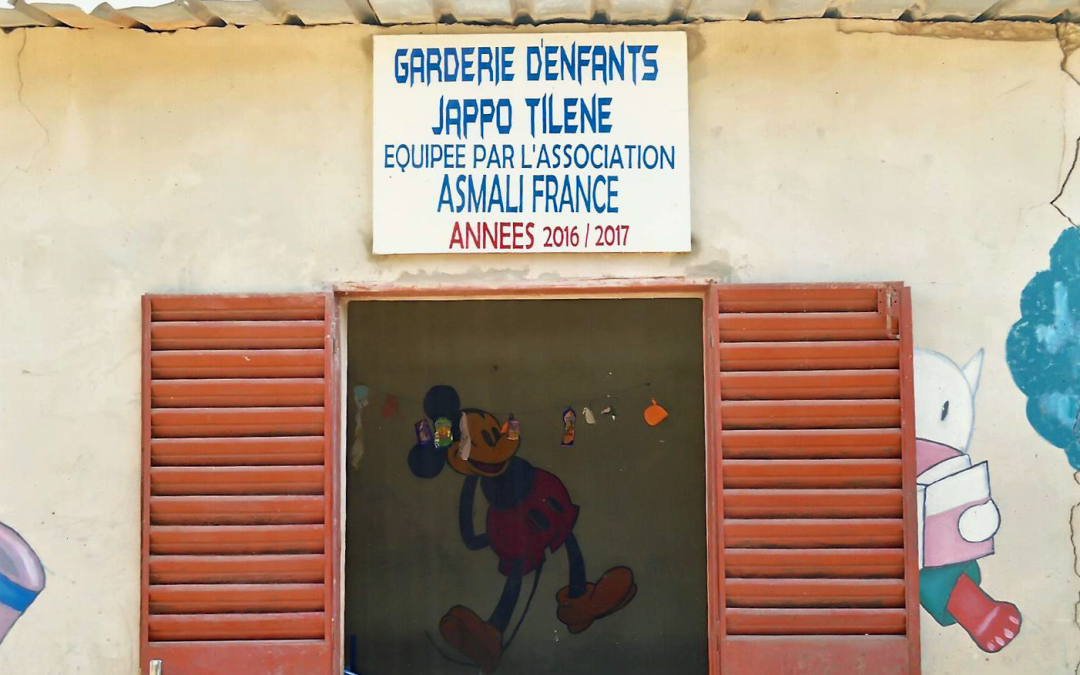 GARDERIE D'ENFANTS
JAPPO TILENE
EQUIPEE PAR L'ASSOCIATION
ASMALI FRANCE
ANNEES 2016 / 2017